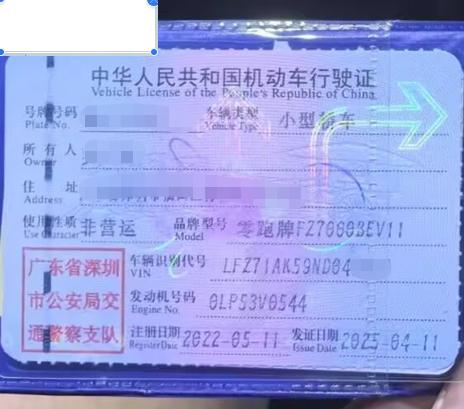 中华人民共和国机动车行驶证
Vehicle License of the People's Republic of China
号牌号码 车辆类型 小型轿车
Plate No. Vehicle Type
所有人
Owner
住址
Address
使用性质 非营运 品牌型号 零跑牌FZ7000BEV11
Use Character Model
车辆识别代号 LFZ71AK59ND04
VIN
发动机号码 0LP53V0544
Engine No.
注册日期 2022-05-11 发证日期 2025-04-11
Register Date Issue Date
广东省深圳
市公安局交
通警察支队